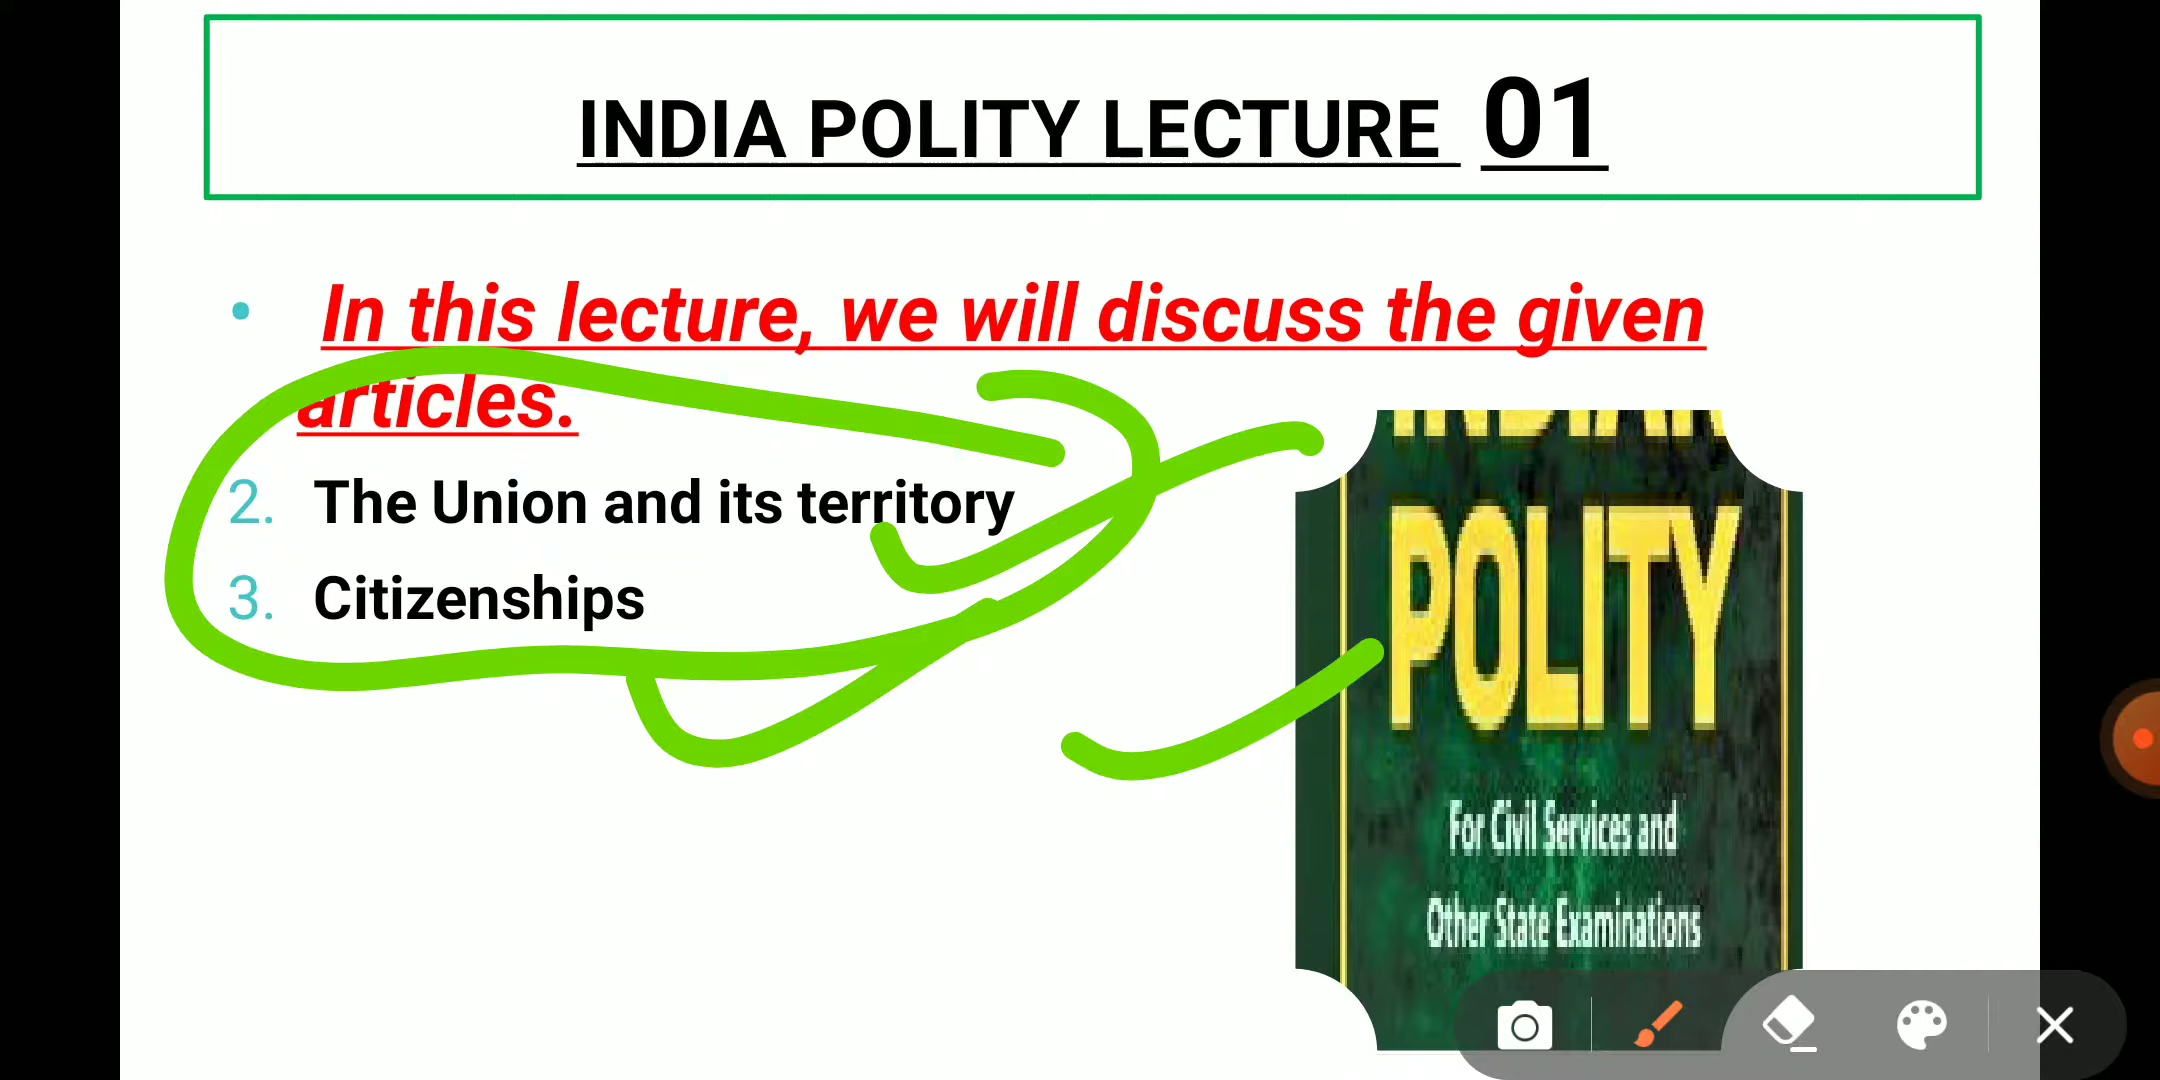 INDIA POLITY LECTURE 01
• In this lecture, we will discuss the given
articles.
2. The Union and its territory
3. Citizenships
INDIAN
POLITY
For Civil Services and
Other State Examinations